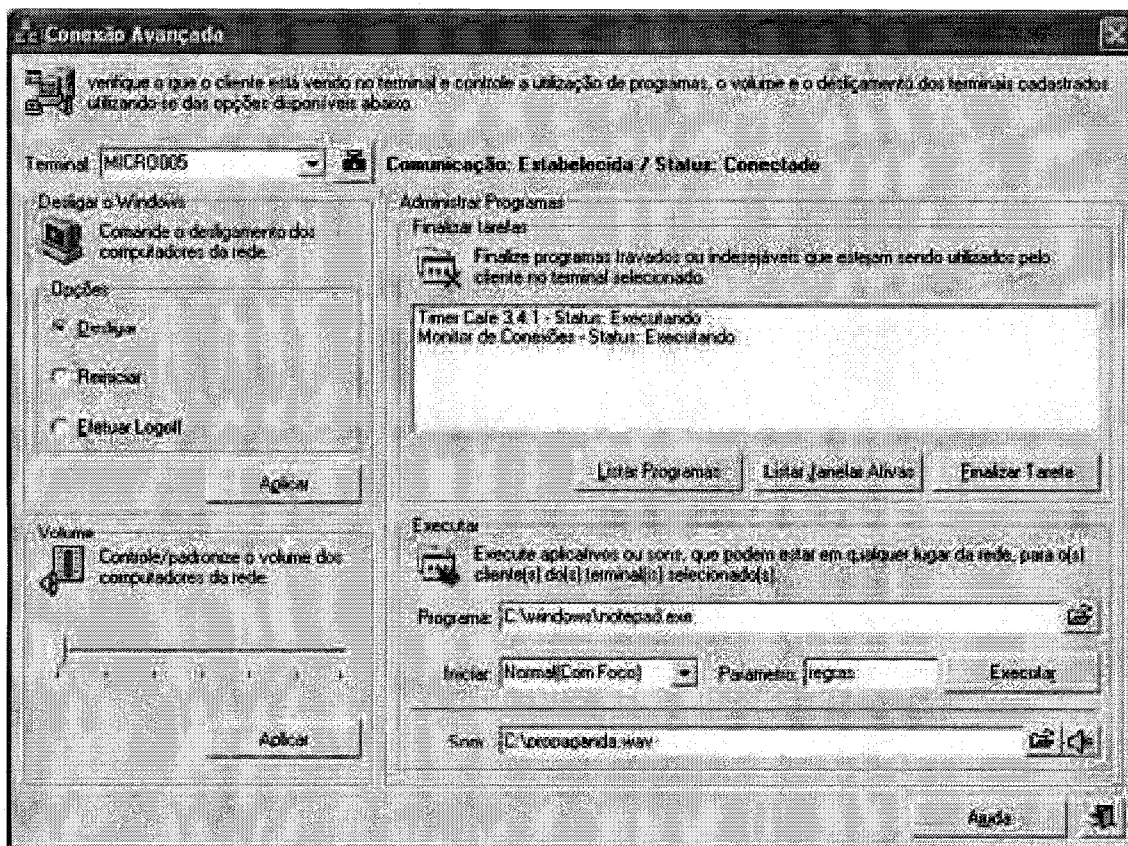 Conexão Avançada
verifique o que o cliente está vendo no terminal e controle a utilização de programas, o volume e o desligamento dos terminais cadastrados
utilizando-se das opções disponíveis abaixo.
Terminal: MICRO005
Comunicação: Estabelecida / Status: Conectado
Desligar o Windows
Comande o desligamento dos
computadores da rede.
Opções
Desligar
Reiniciar
Efetuar Logoff
Aplicar
Volume
Controle/padronize o volume dos
computadores da rede.
Aplicar
Administrar Programas
Finalizar tarefas
Finalize programas travados ou indesejáveis que estejam sendo utilizados pelo
cliente no terminal selecionado.
Timer Cafe 3.4.1 - Status: Executando
Monitor de Conexões - Status: Executando
Listar Programas Listar Janelas Ativas Finalizar Tarefa
Executar
Execute aplicativos ou sons, que podem estar em qualquer lugar da rede, para o(s)
cliente(s) do(s) terminal(is) selecionado(s).
Programa: C:\windows\notepad.exe
Iniciar: Normal(Com Foco) Parametro: regras Executar
Som: C:\propaganda.wav
Ajuda